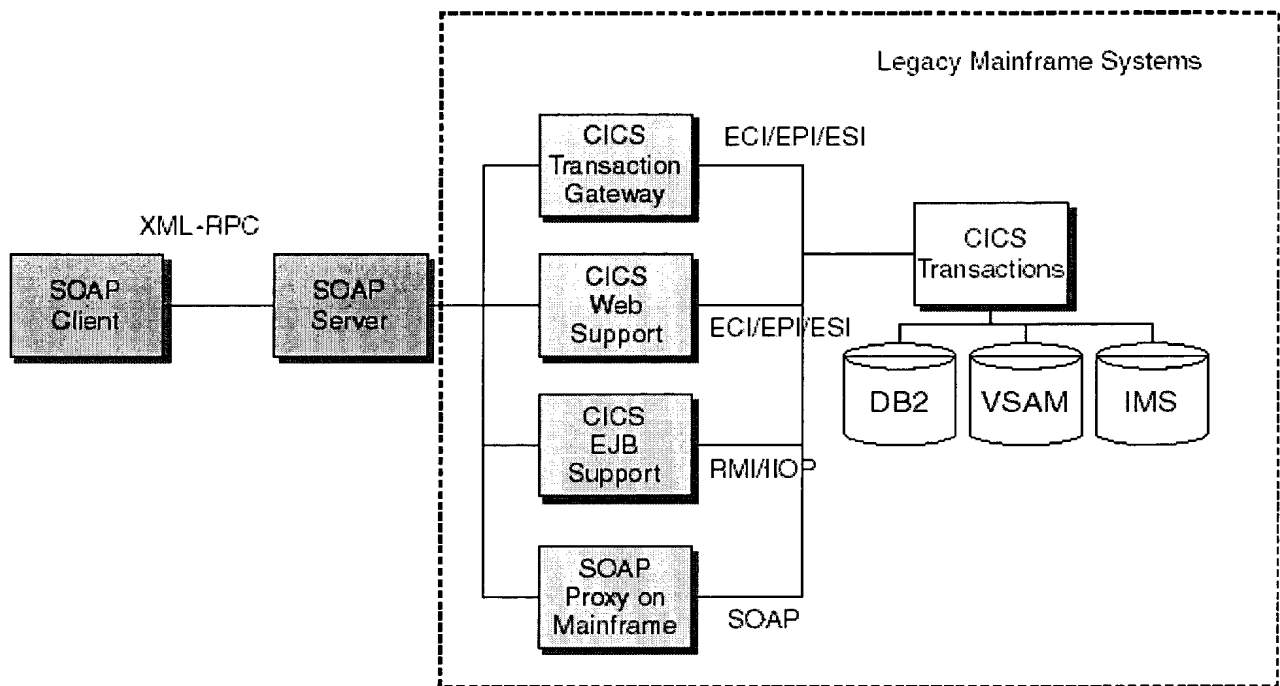 Legacy Mainframe Systems
CICS
Transaction
Gateway
ECI/EPI/ESI
XML-RPC
SOAP
Client
SOAP
Server
CICS
Web
Support
ECI/EPI/ESI
CICS
Transactions
DB2
VSAM
IMS
CICS
EJB
Support
RMI/IIOP
SOAP
Proxy on
Mainframe
SOAP